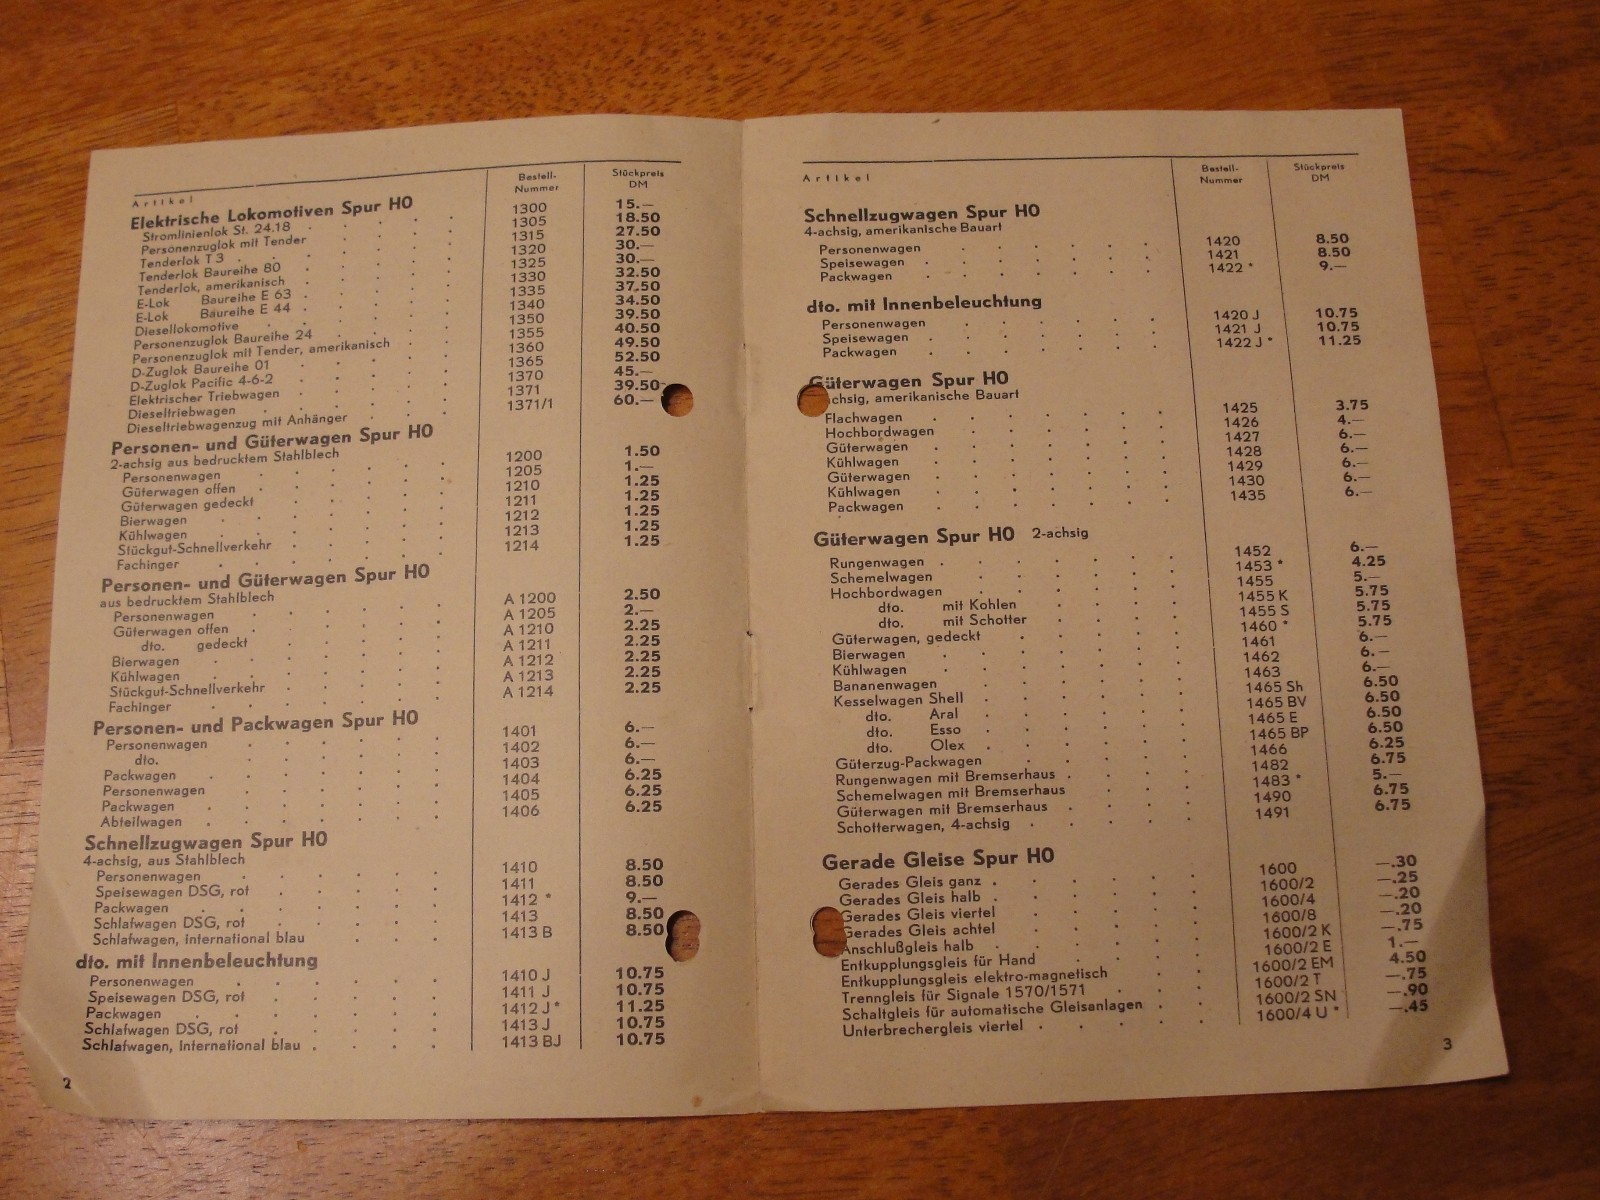 Artikel Bestell-Nummer Stückpreis DM
Elektrische Lokomotiven Spur H0
Stromlinienlok St. 24.18 . . . . 1300 15.—
Personenzuglok mit Tender . . . 1305 18.50
Tenderlok T 3 . . . . . 1315 27.50
Tenderlok Baureihe 80 . . . . 1320 30.—
Tenderlok, amerikanisch . . . . 1325 30.—
E-Lok Baureihe E 63 . . . . 1330 32.50
E-Lok Baureihe E 44 . . . . 1335 37.50
Diesellokomotive . . . . . 1340 34.50
Personenzuglok Baureihe 24 . . . 1350 39.50
Personenzuglok mit Tender, amerikanisch . . 1355 40.50
D-Zuglok Baureihe 01 . . . . 1360 49.50
D-Zuglok Pacific 4-6-2 . . . . 1365 52.50
Elektrischer Triebwagen . . . . 1370 45.—
Dieseltriebwagen . . . . . 1371 39.50
Dieseltriebwagenzug mit Anhänger . . . 1371/1 60.—
Personen- und Güterwagen Spur H0
2-achsig aus bedrucktem Stahlblech
Personenwagen . . . . . 1200 1.50
Güterwagen offen . . . . . 1205 1.—
Güterwagen gedeckt . . . . 1210 1.25
Bierwagen . . . . . . 1211 1.25
Kühlwagen . . . . . . 1212 1.25
Stückgut-Schnellverkehr . . . . 1213 1.25
Fachinger . . . . . . 1214 1.25
Personen- und Güterwagen Spur H0
aus bedrucktem Stahlblech
Personenwagen . . . . . A 1200 2.50
Güterwagen offen . . . . . A 1205 2.—
dto. gedeckt . . . . A 1210 2.25
Bierwagen . . . . . . A 1211 2.25
Kühlwagen . . . . . . A 1212 2.25
Stückgut-Schnellverkehr . . . . A 1213 2.25
Fachinger . . . . . . A 1214 2.25
Personen- und Packwagen Spur H0
Personenwagen . . . . . 1401 6.—
dto. . . . . . 1402 6.—
Packwagen . . . . . . 1403 6.—
Personenwagen . . . . . 1404 6.25
Packwagen . . . . . . 1405 6.25
Abteilwagen . . . . . . 1406 6.25
Schnellzugwagen Spur H0
4-achsig, aus Stahlblech
Personenwagen . . . . . 1410 8.50
Speisewagen DSG, rot . . . . 1411 8.50
Packwagen . . . . . . 1412 * 9.—
Schlafwagen DSG, rot . . . . 1413 8.50
Schlafwagen, international blau . . . 1413 B 8.50
dto. mit Innenbeleuchtung
Personenwagen . . . . . 1410 J 10.75
Speisewagen DSG, rot . . . . 1411 J 10.75
Packwagen . . . . . . 1412 J * 11.25
Schlafwagen DSG, rot . . . . 1413 J 10.75
Schlafwagen, International blau . . . . 1413 BJ 10.75
2
Artikel Bestell-Nummer Stückpreis DM
Schnellzugwagen Spur H0
4-achsig, amerikanische Bauart
Personenwagen . . . . . 1420 8.50
Speisewagen . . . . . . 1421 8.50
Packwagen . . . . . . 1422 * 9.—
dto. mit Innenbeleuchtung
Personenwagen . . . . . 1420 J 10.75
Speisewagen . . . . . . 1421 J 10.75
Packwagen . . . . . . 1422 J * 11.25
Güterwagen Spur H0
achsig, amerikanische Bauart
Flachwagen . . . . . . 1425 3.75
Hochbordwagen . . . . . 1426 4.—
Güterwagen . . . . . . 1427 6.—
Kühlwagen . . . . . . 1428 6.—
Güterwagen . . . . . . 1429 6.—
Kühlwagen . . . . . . 1430 6.—
Packwagen . . . . . . 1435 6.—
Güterwagen Spur H0 2-achsig
Rungenwagen . . . . . . 1452 6.—
Schemelwagen . . . . . 1453 * 4.25
Hochbordwagen . . . . . 1455 5.—
dto. mit Kohlen . . . . 1455 K 5.75
dto. mit Schotter . . . . 1455 S 5.75
Güterwagen, gedeckt . . . . 1460 * 5.75
Bierwagen . . . . . . 1461 6.—
Kühlwagen . . . . . . 1462 6.—
Bananenwagen . . . . . 1463 6.—
Kesselwagen Shell . . . . . 1465 Sh 6.50
dto. Aral . . . . . 1465 BV 6.50
dto. Esso . . . . . 1465 E 6.50
dto. Olex . . . . . 1465 BP 6.50
Güterzug-Packwagen . . . . 1466 6.25
Rungenwagen mit Bremserhaus . . . . 1482 6.75
Schemelwagen mit Bremserhaus . . . 1483 * 5.—
Güterwagen mit Bremserhaus . . . . 1490 6.75
Schotterwagen, 4-achsig . . . . . 1491 6.75
Gerade Gleise Spur H0
Gerades Gleis ganz . . . . . . 1600 —.30
Gerades Gleis halb . . . . . . 1600/2 —.25
Gerades Gleis viertel . . . . . 1600/4 —.20
Gerades Gleis achtel . . . . . 1600/8 —.20
Anschlußgleis halb . . . . . . 1600/2 K —.75
Entkupplungsgleis für Hand . . . . 1600/2 E 1.—
Entkupplungsgleis elektro-magnetisch . . 1600/2 EM 4.50
Trenngleis für Signale 1570/1571 . . . 1600/2 T —.75
Schaltgleis für automatische Gleisanlagen . . 1600/2 SN —.90
Unterbrechergleis viertel . . . . . 1600/4 U * —.45
3